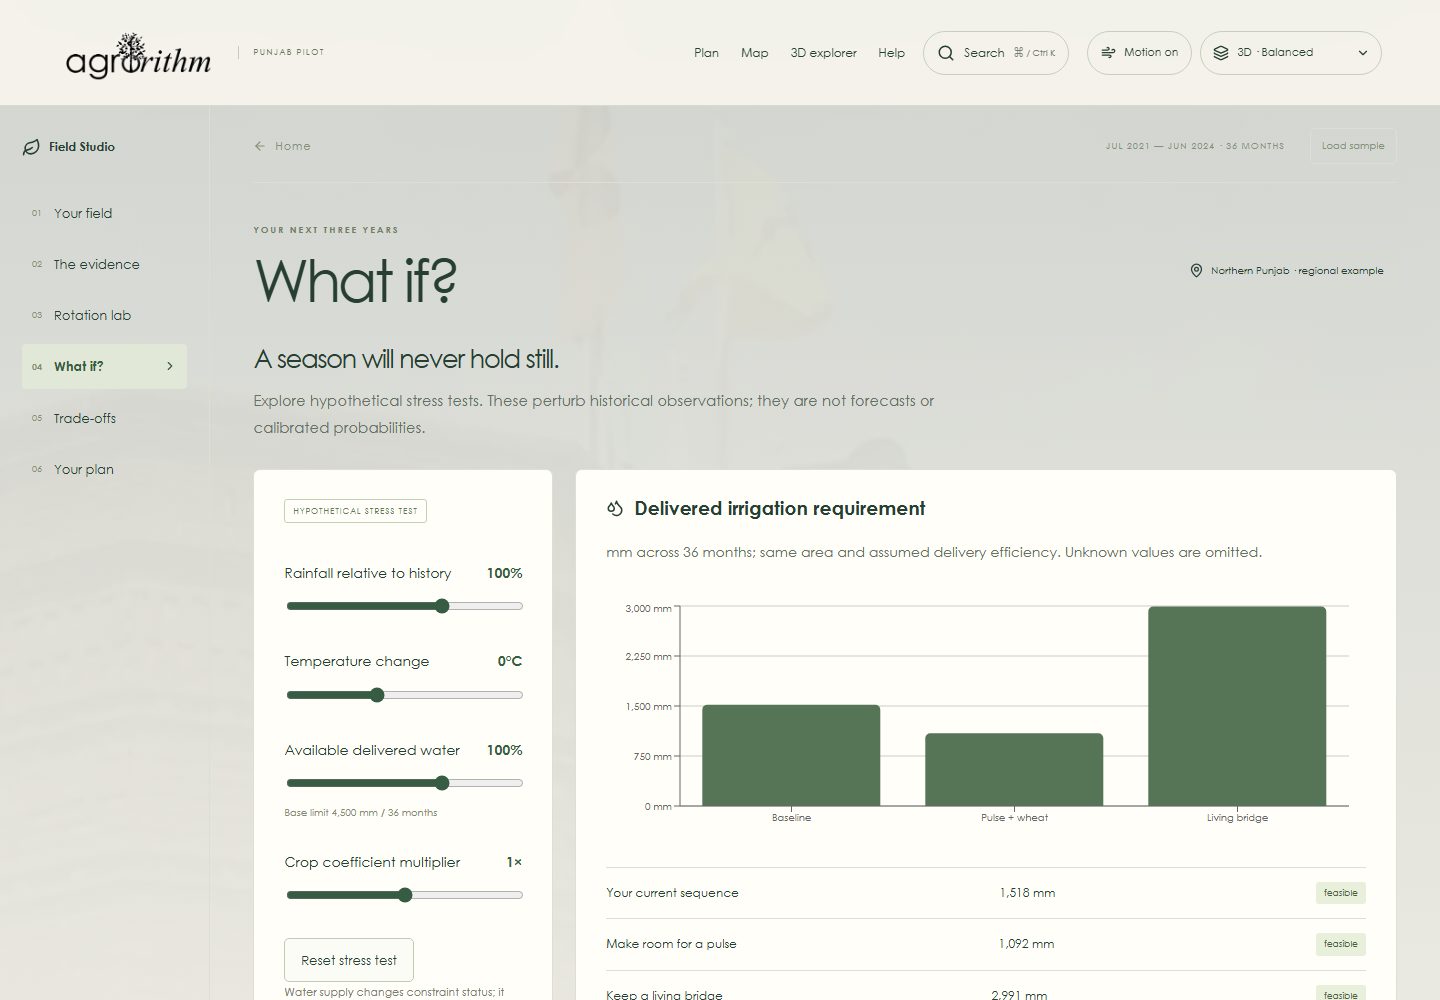 agrorithm
PUNJAB PILOT
Plan
Map
3D explorer
Help
Search ⌘ / Ctrl K
Motion on
3D · Balanced
Field Studio
01 Your field
02 The evidence
03 Rotation lab
04 What if?
05 Trade-offs
06 Your plan
Home
JUL 2021 — JUN 2024 · 36 MONTHS
Load sample
YOUR NEXT THREE YEARS
What if?
Northern Punjab · regional example
A season will never hold still.
Explore hypothetical stress tests. These perturb historical observations; they are not forecasts or
calibrated probabilities.
HYPOTHETICAL STRESS TEST
Rainfall relative to history 100%
Temperature change 0°C
Available delivered water 100%
Base limit 4,500 mm / 36 months
Crop coefficient multiplier 1×
Reset stress test
Water supply changes constraint status; it
Delivered irrigation requirement
mm across 36 months; same area and assumed delivery efficiency. Unknown values are omitted.
3,000 mm
2,250 mm
1,500 mm
750 mm
0 mm
Baseline
Pulse + wheat
Living bridge
Your current sequence 1,518 mm feasible
Make room for a pulse 1,092 mm feasible
Keep a living bridge 2,991 mm feasible